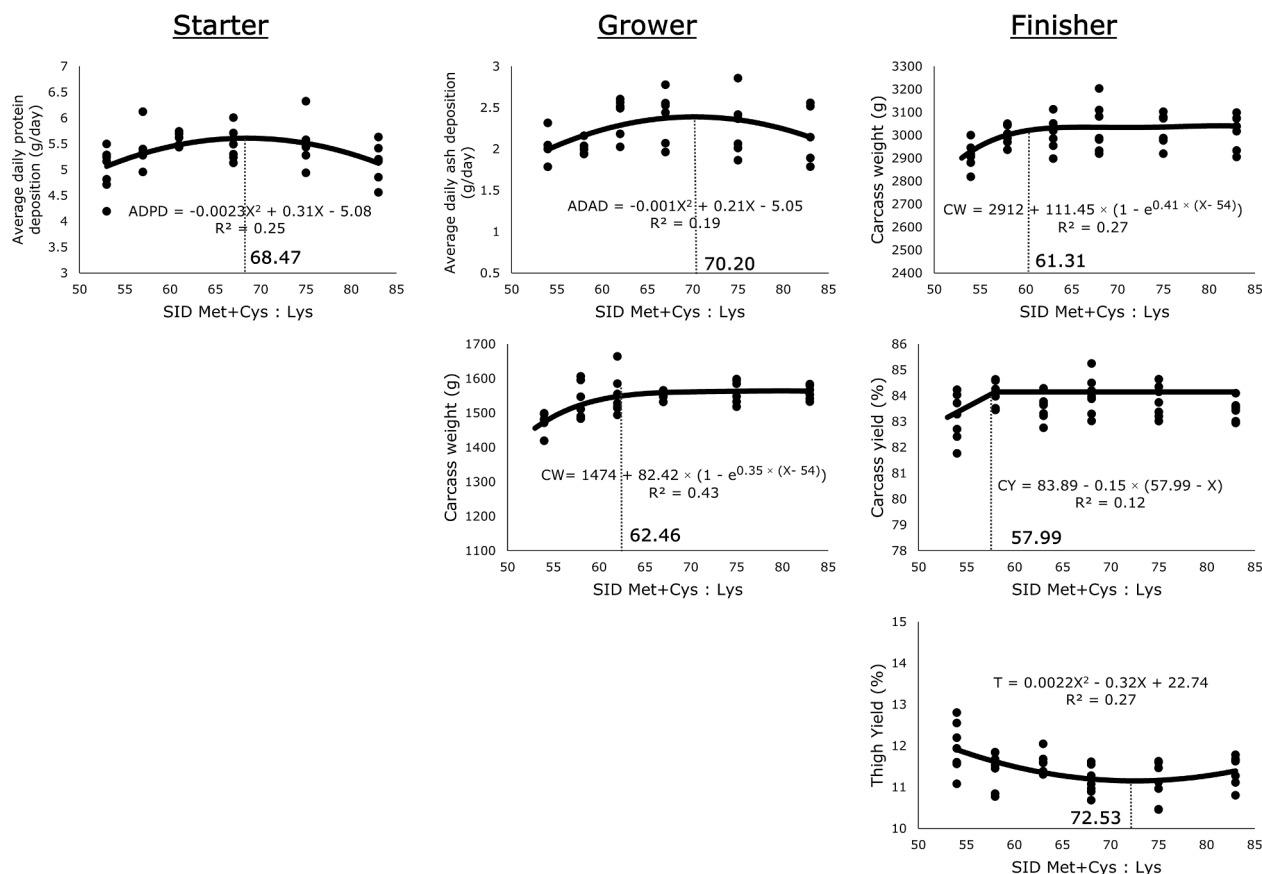 Starter
Grower
Finisher
Average daily protein
deposition (g/day)
7
6.5
6
5.5
5
4.5
4
3.5
3
ADPD = -0.0023X² + 0.31X - 5.08
R² = 0.25
68.47
50 55 60 65 70 75 80 85
SID Met+Cys : Lys
Average daily ash deposition
(g/day)
3
2.5
2
1.5
1
0.5
ADAD = -0.001X² + 0.21X - 5.05
R² = 0.19
70.20
50 55 60 65 70 75 80 85
SID Met+Cys : Lys
Carcass weight (g)
3300
3200
3100
3000
2900
2800
2700
2600
2500
2400
CW = 2912 + 111.45 × (1 - e^0.41 × (X- 54))
R² = 0.27
61.31
50 55 60 65 70 75 80 85
SID Met+Cys : Lys
Carcass weight (g)
1700
1600
1500
1400
1300
1200
1100
CW= 1474 + 82.42 × (1 - e^0.35 × (X- 54))
R² = 0.43
62.46
50 55 60 65 70 75 80 85
SID Met+Cys : Lys
Carcass yield (%)
86
85
84
83
82
81
80
79
78
CY = 83.89 - 0.15 × (57.99 - X)
R² = 0.12
57.99
50 55 60 65 70 75 80 85
SID Met+Cys : Lys
Thigh Yield (%)
15
14
13
12
11
10
T = 0.0022X² - 0.32X + 22.74
R² = 0.27
72.53
50 55 60 65 70 75 80 85
SID Met+Cys : Lys